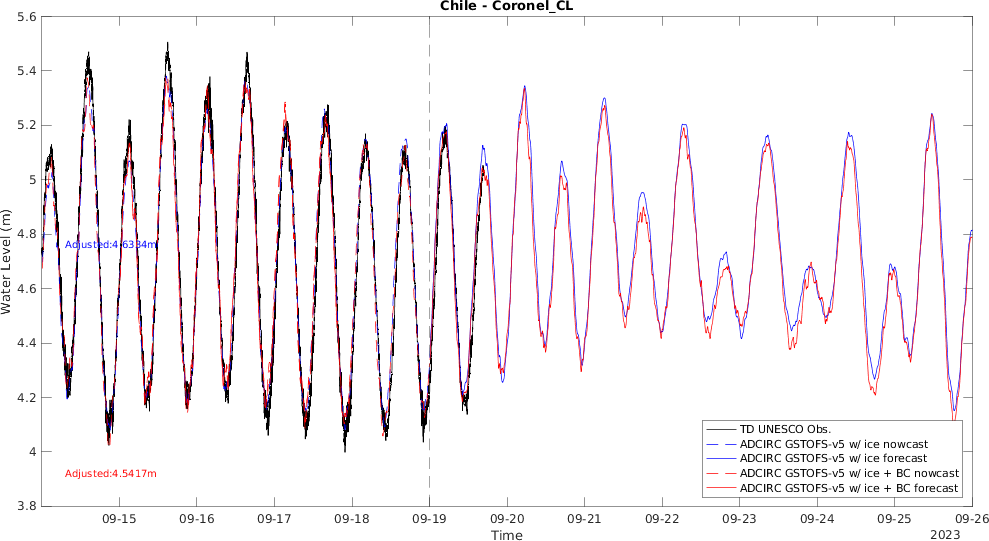 Chile - Coronel_CL
5.6
5.4
5.2
5
4.8
4.6
4.4
4.2
4
3.8
Water Level (m)
Adjusted:4.6334m
Adjusted:4.5417m
TD UNESCO Obs.
ADCIRC GSTOFS-v5 w/ ice nowcast
ADCIRC GSTOFS-v5 w/ ice forecast
ADCIRC GSTOFS-v5 w/ ice + BC nowcast
ADCIRC GSTOFS-v5 w/ ice + BC forecast
09-15 09-16 09-17 09-18 09-19 09-20 09-21 09-22 09-23 09-24 09-25 09-26
Time
2023